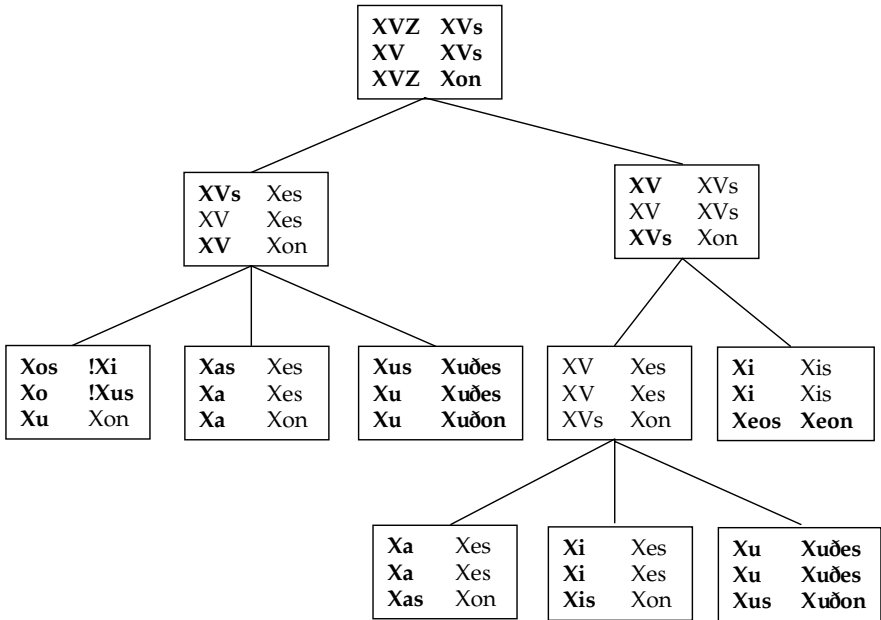 XVZ XVs
XV XVs
XVZ Xon
XVs Xes
XV Xes
XV Xon
XV XVs
XV XVs
XVs Xon
Xos !Xi
Xo !Xus
Xu Xon
Xas Xes
Xa Xes
Xa Xon
Xus Xuðes
Xu Xuðes
Xu Xuðon
XV Xes
XV Xes
XVs Xon
Xi Xis
Xi Xis
Xeos Xeon
Xa Xes
Xa Xes
Xas Xon
Xi Xes
Xi Xes
Xis Xon
Xu Xuðes
Xu Xuðes
Xus Xuðon